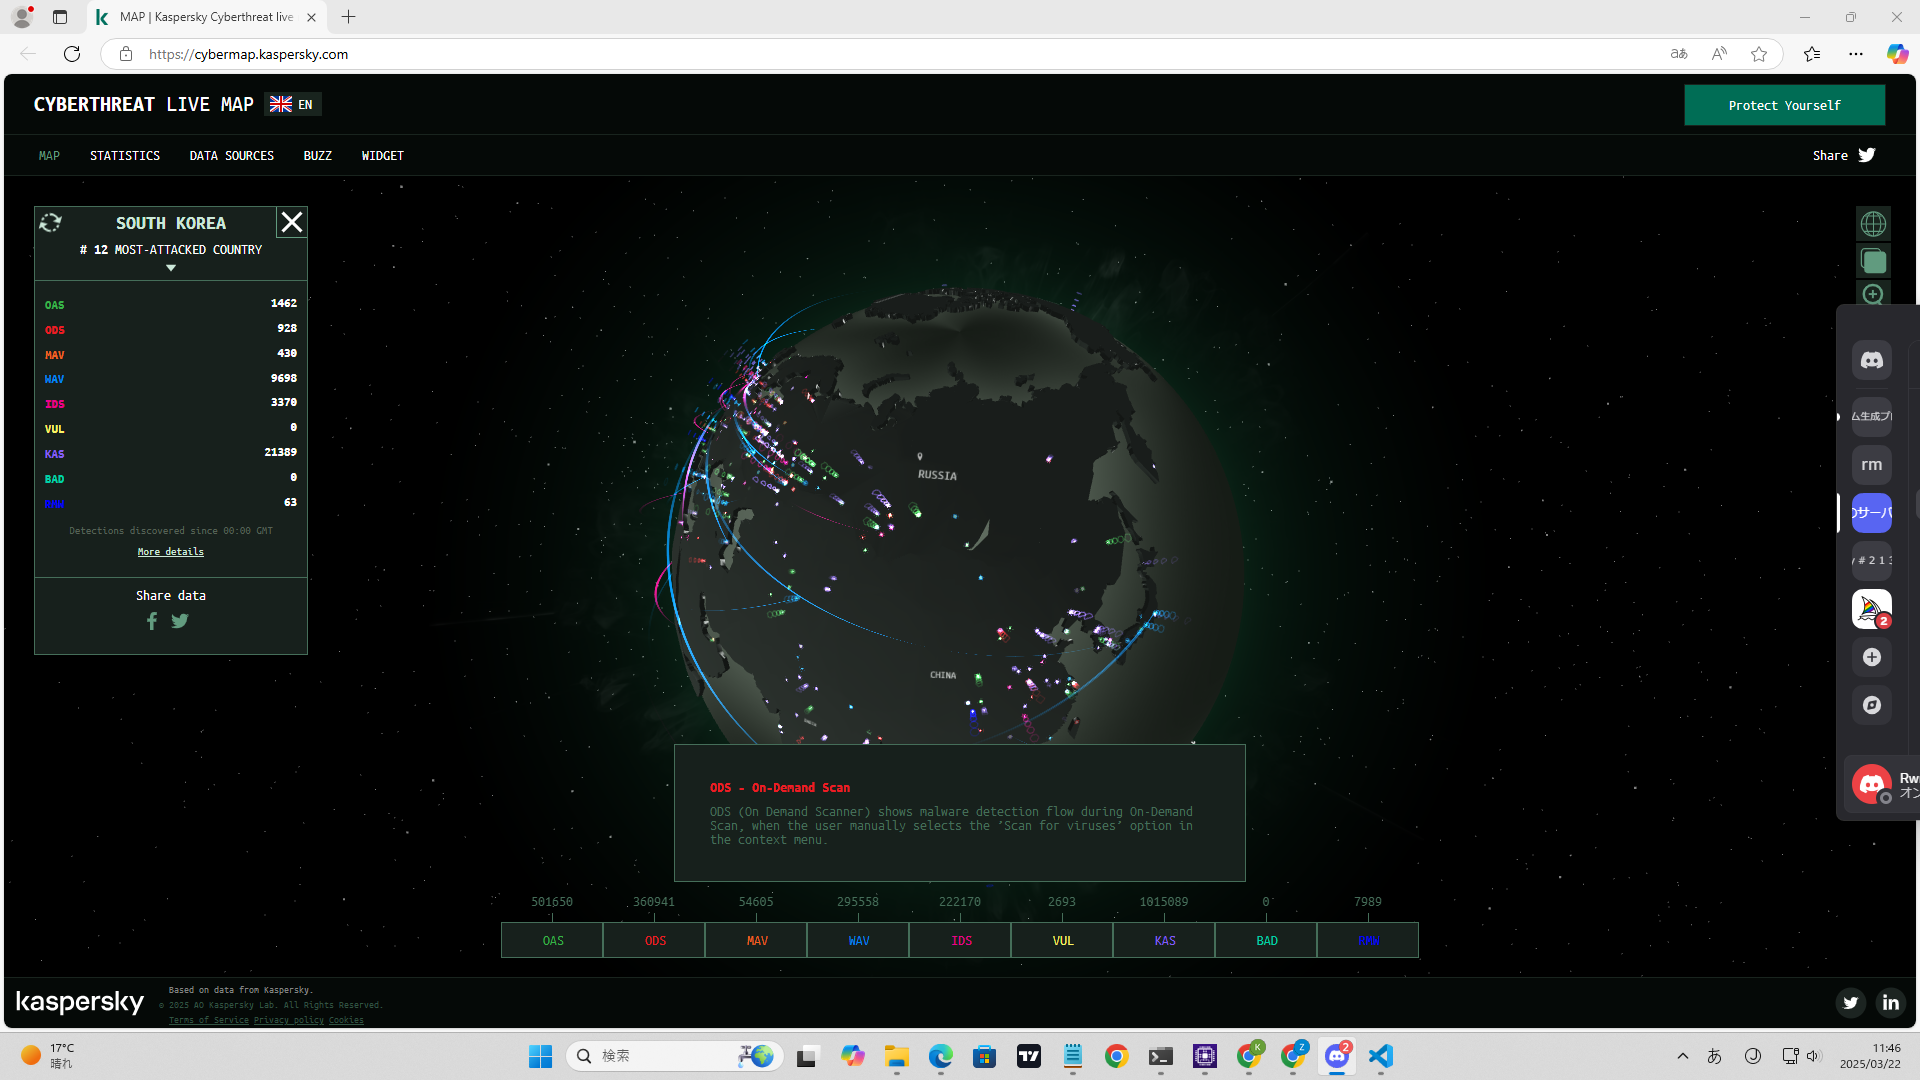 MAP | Kaspersky Cyberthreat live
https://cybermap.kaspersky.com
あ
CYBERTHREAT LIVE MAP
EN
Protect Yourself
MAP
STATISTICS
DATA SOURCES
BUZZ
WIDGET
Share
SOUTH KOREA
# 12 MOST-ATTACKED COUNTRY
OAS 1462
ODS 928
MAV 430
WAV 9698
IDS 3370
VUL 0
KAS 21389
BAD 0
RMW 63
Detections discovered since 00:00 GMT
More details
Share data
RUSSIA
CHINA
ム生成プ
rm
のサーバ
y # 2 1 3
2
Rw
オン
ODS - On-Demand Scan
ODS (On Demand Scanner) shows malware detection flow during On-Demand
Scan, when the user manually selects the ‘Scan for viruses’ option in
the context menu.
501650 360941 54605 295558 222170 2693 1015089 0 7989
OAS ODS MAV WAV IDS VUL KAS BAD RMW
kaspersky
Based on data from Kaspersky.
© 2025 AO Kaspersky Lab. All Rights Reserved.
Terms of Service Privacy policy Cookies
17°C
晴れ
検索
K
Z
2
あ
11:46
2025/03/22